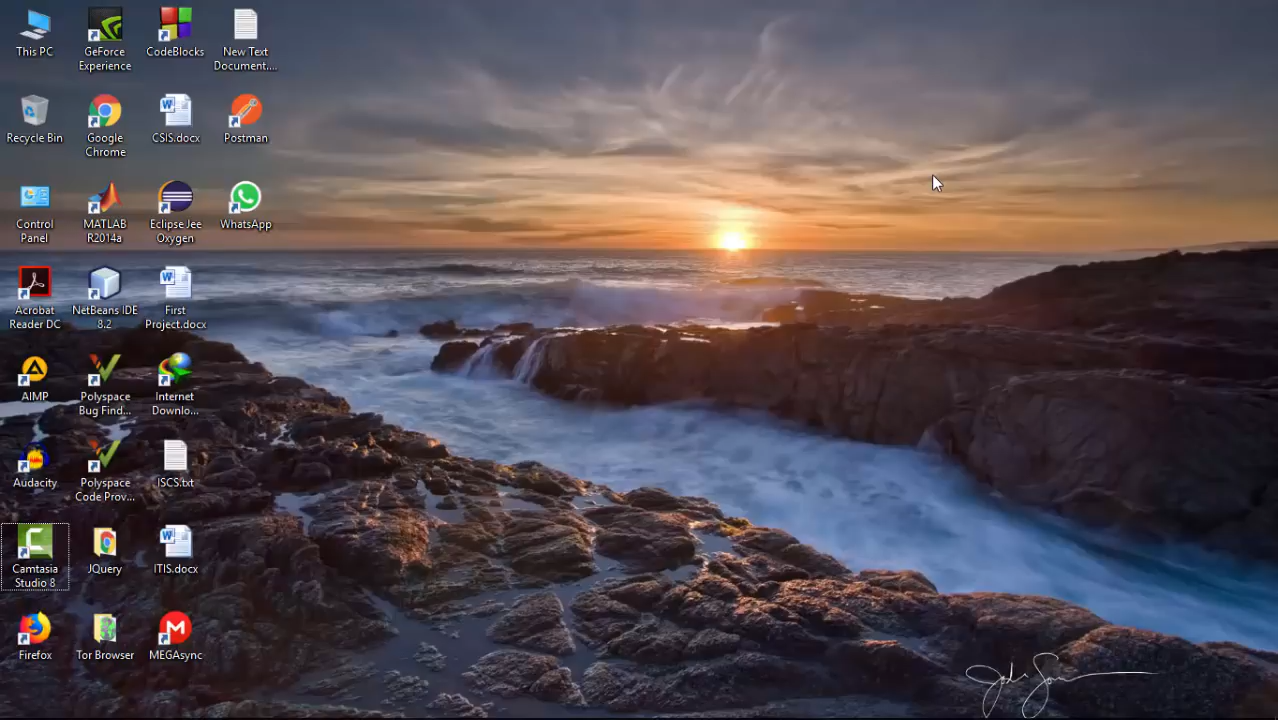 This PC
GeForce
Experience
CodeBlocks
New Text
Document....
Recycle Bin
Google
Chrome
CSIS.docx
Postman
Control
Panel
MATLAB
R2014a
Eclipse Jee
Oxygen
WhatsApp
Acrobat
Reader DC
NetBeans IDE
8.2
First
Project.docx
AIMP
Polyspace
Bug Find...
Internet
Downlo...
Audacity
Polyspace
Code Prov...
ISCS.txt
Camtasia
Studio 8
JQuery
ITIS.docx
Firefox
Tor Browser
MEGAsync